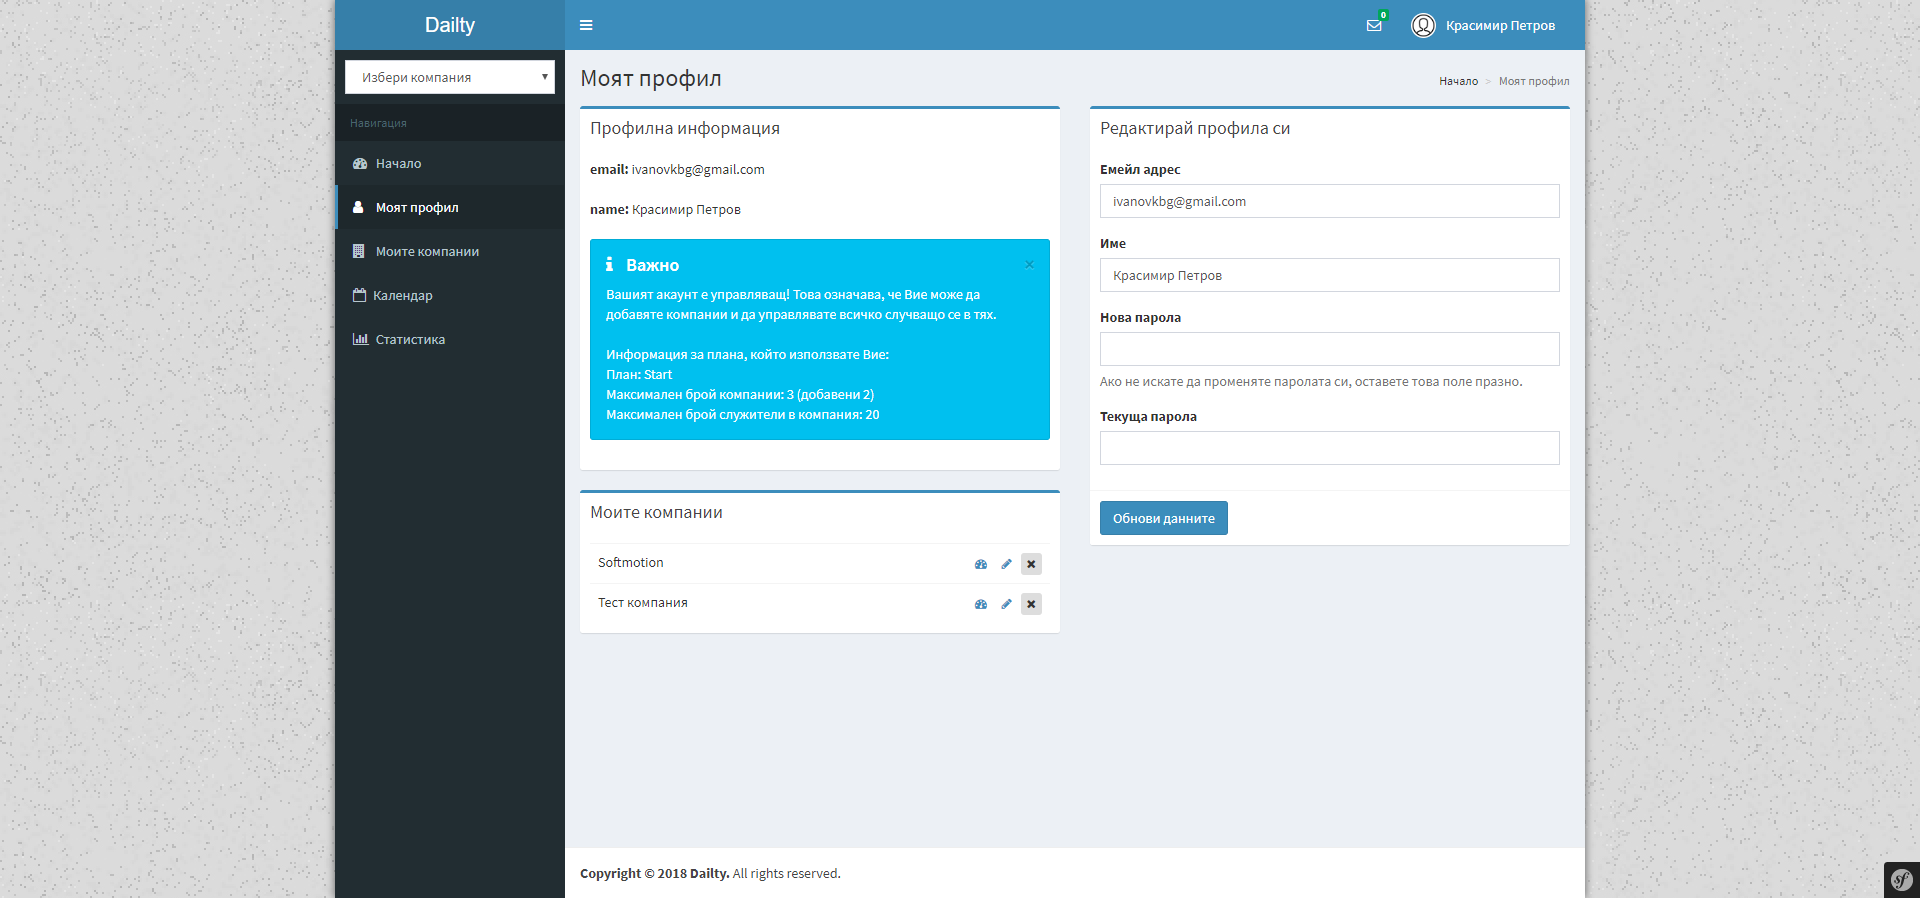 Dailty
0
Красимир Петров
Избери компания
Навигация
Начало
Моят профил
Моите компании
Календар
Статистика
Моят профил
Начало > Моят профил
Профилна информация
email: ivanovkbg@gmail.com
name: Красимир Петров
Важно
×
Вашият акаунт е управляващ! Това означава, че Вие може да
добавяте компании и да управлявате всичко случващо се в тях.
Информация за плана, който използвате Вие:
План: Start
Максимален брой компании: 3 (добавени 2)
Максимален брой служители в компания: 20
Моите компании
Softmotion
Тест компания
Редактирай профила си
Емейл адрес
ivanovkbg@gmail.com
Име
Красимир Петров
Нова парола
Ако не искате да променяте паролата си, оставете това поле празно.
Текуща парола
Обнови данните
Copyright © 2018 Dailty. All rights reserved.
sf